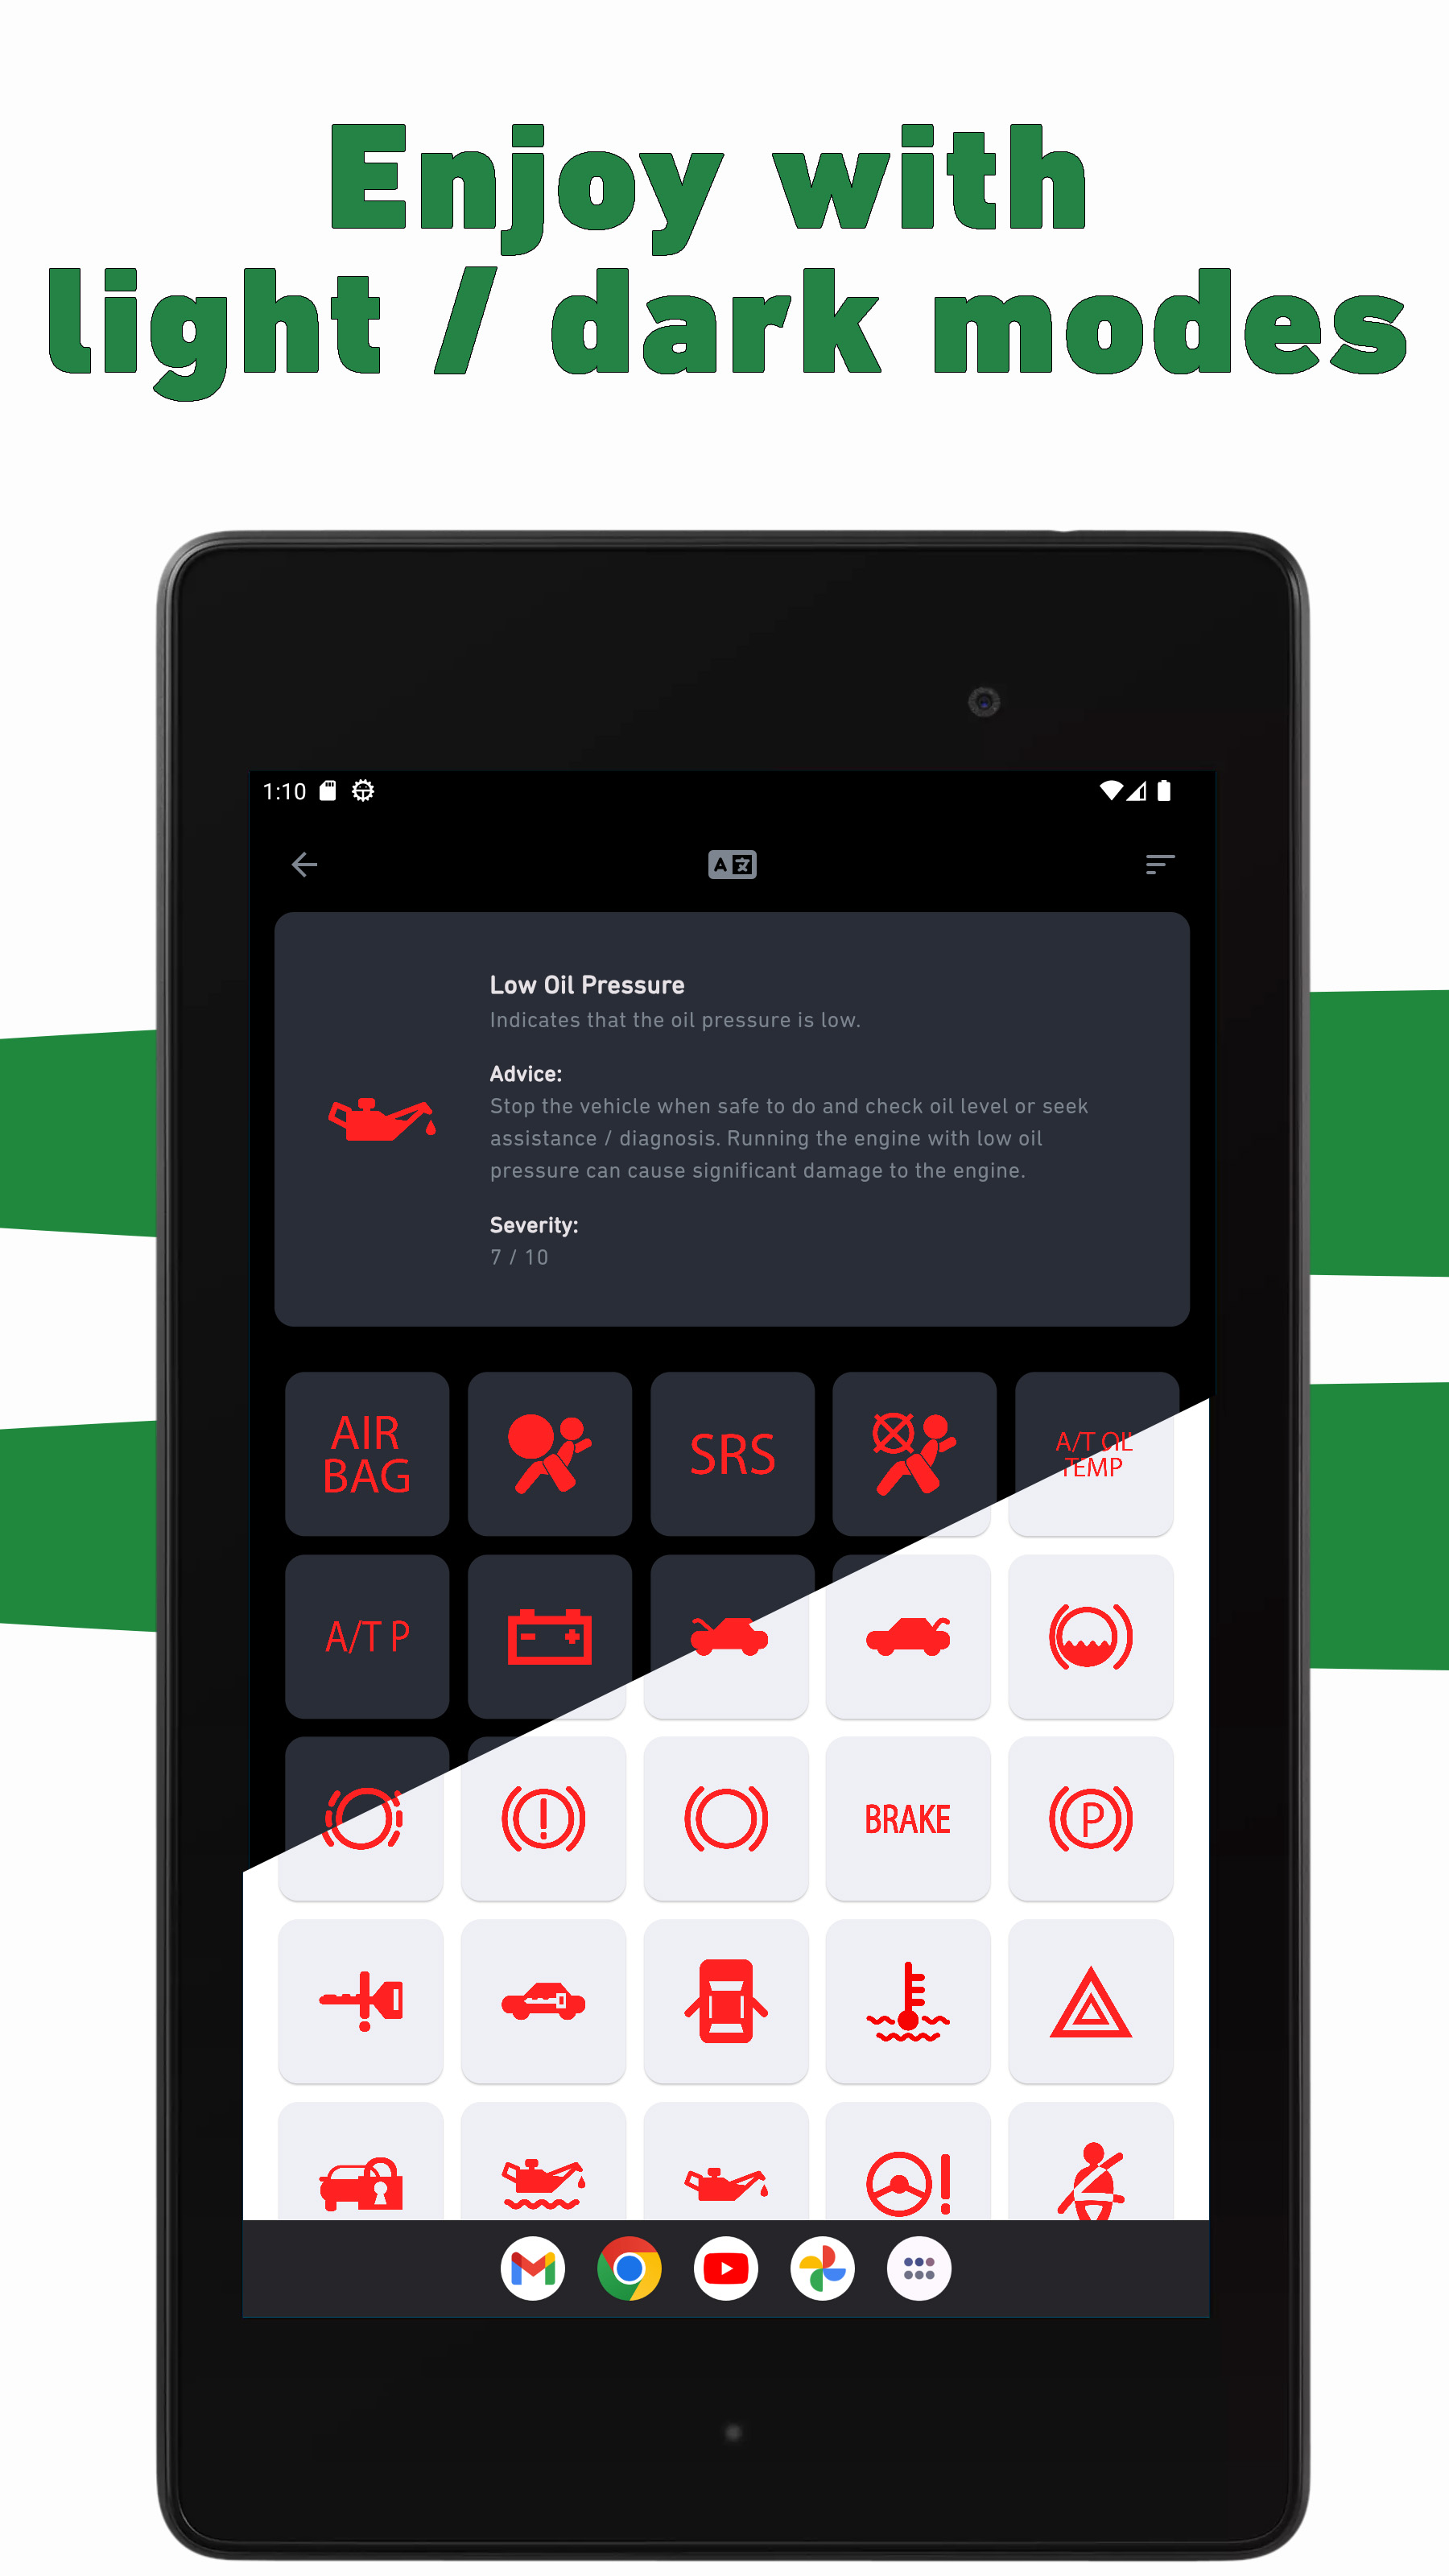 Enjoy with
light / dark modes
1:10
A 文
Low Oil Pressure
Indicates that the oil pressure is low.
Advice:
Stop the vehicle when safe to do and check oil level or seek
assistance / diagnosis. Running the engine with low oil
pressure can cause significant damage to the engine.
Severity:
7 / 10
AIR
BAG
SRS
A/T OIL
TEMP
A/T P
BRAKE
P